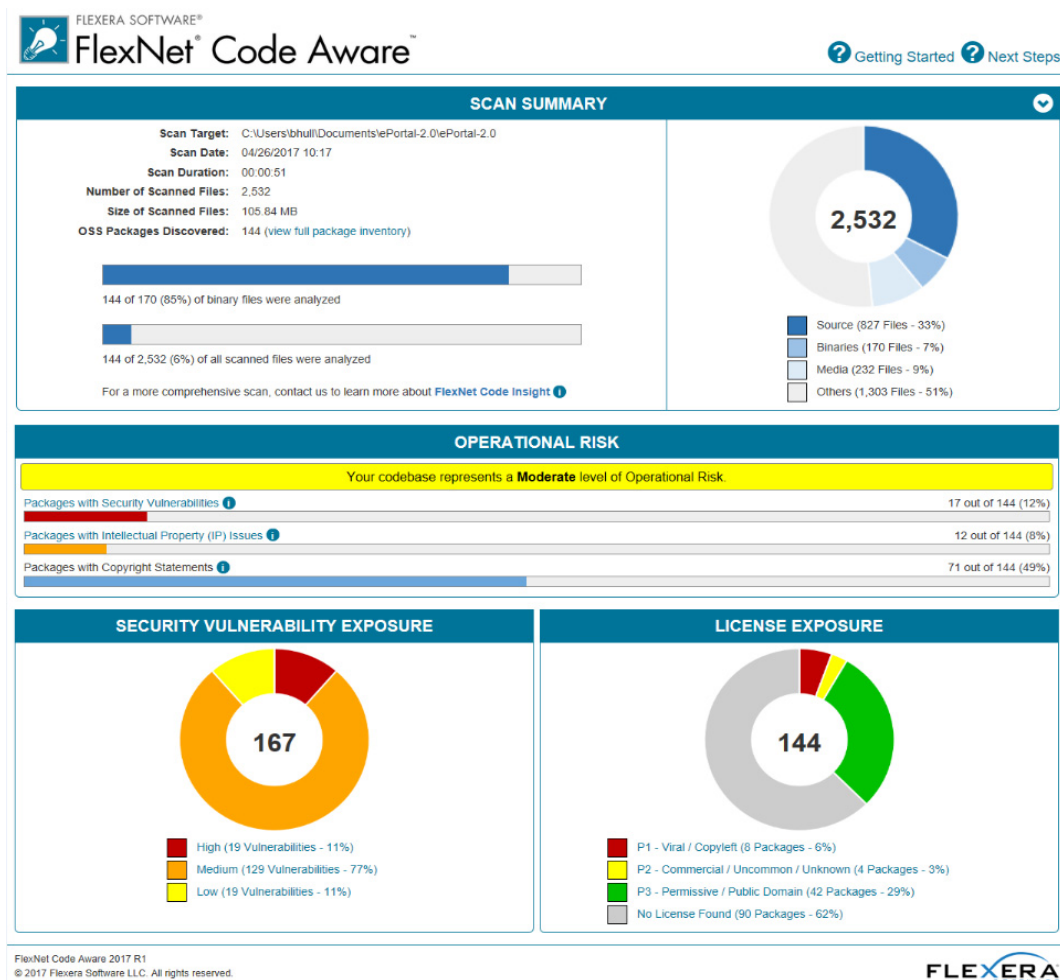 FLEXERA SOFTWARE®
FlexNet® Code Aware™
? Getting Started ? Next Steps
SCAN SUMMARY
Scan Target: C:\Users\bhull\Documents\ePortal-2.0\ePortal-2.0
Scan Date: 04/26/2017 10:17
Scan Duration: 00:00:51
Number of Scanned Files: 2,532
Size of Scanned Files: 105.84 MB
OSS Packages Discovered: 144 (view full package inventory)
144 of 170 (85%) of binary files were analyzed
144 of 2,532 (6%) of all scanned files were analyzed
For a more comprehensive scan, contact us to learn more about FlexNet Code Insight i
2,532
Source (827 Files - 33%)
Binaries (170 Files - 7%)
Media (232 Files - 9%)
Others (1,303 Files - 51%)
OPERATIONAL RISK
Your codebase represents a Moderate level of Operational Risk.
Packages with Security Vulnerabilities i 17 out of 144 (12%)
Packages with Intellectual Property (IP) Issues i 12 out of 144 (8%)
Packages with Copyright Statements i 71 out of 144 (49%)
SECURITY VULNERABILITY EXPOSURE
167
High (19 Vulnerabilities - 11%)
Medium (129 Vulnerabilities - 77%)
Low (19 Vulnerabilities - 11%)
LICENSE EXPOSURE
144
P1 - Viral / Copyleft (8 Packages - 6%)
P2 - Commercial / Uncommon / Unknown (4 Packages - 3%)
P3 - Permissive / Public Domain (42 Packages - 29%)
No License Found (90 Packages - 62%)
FlexNet Code Aware 2017 R1
© 2017 Flexera Software LLC. All rights reserved.
FLEXERA